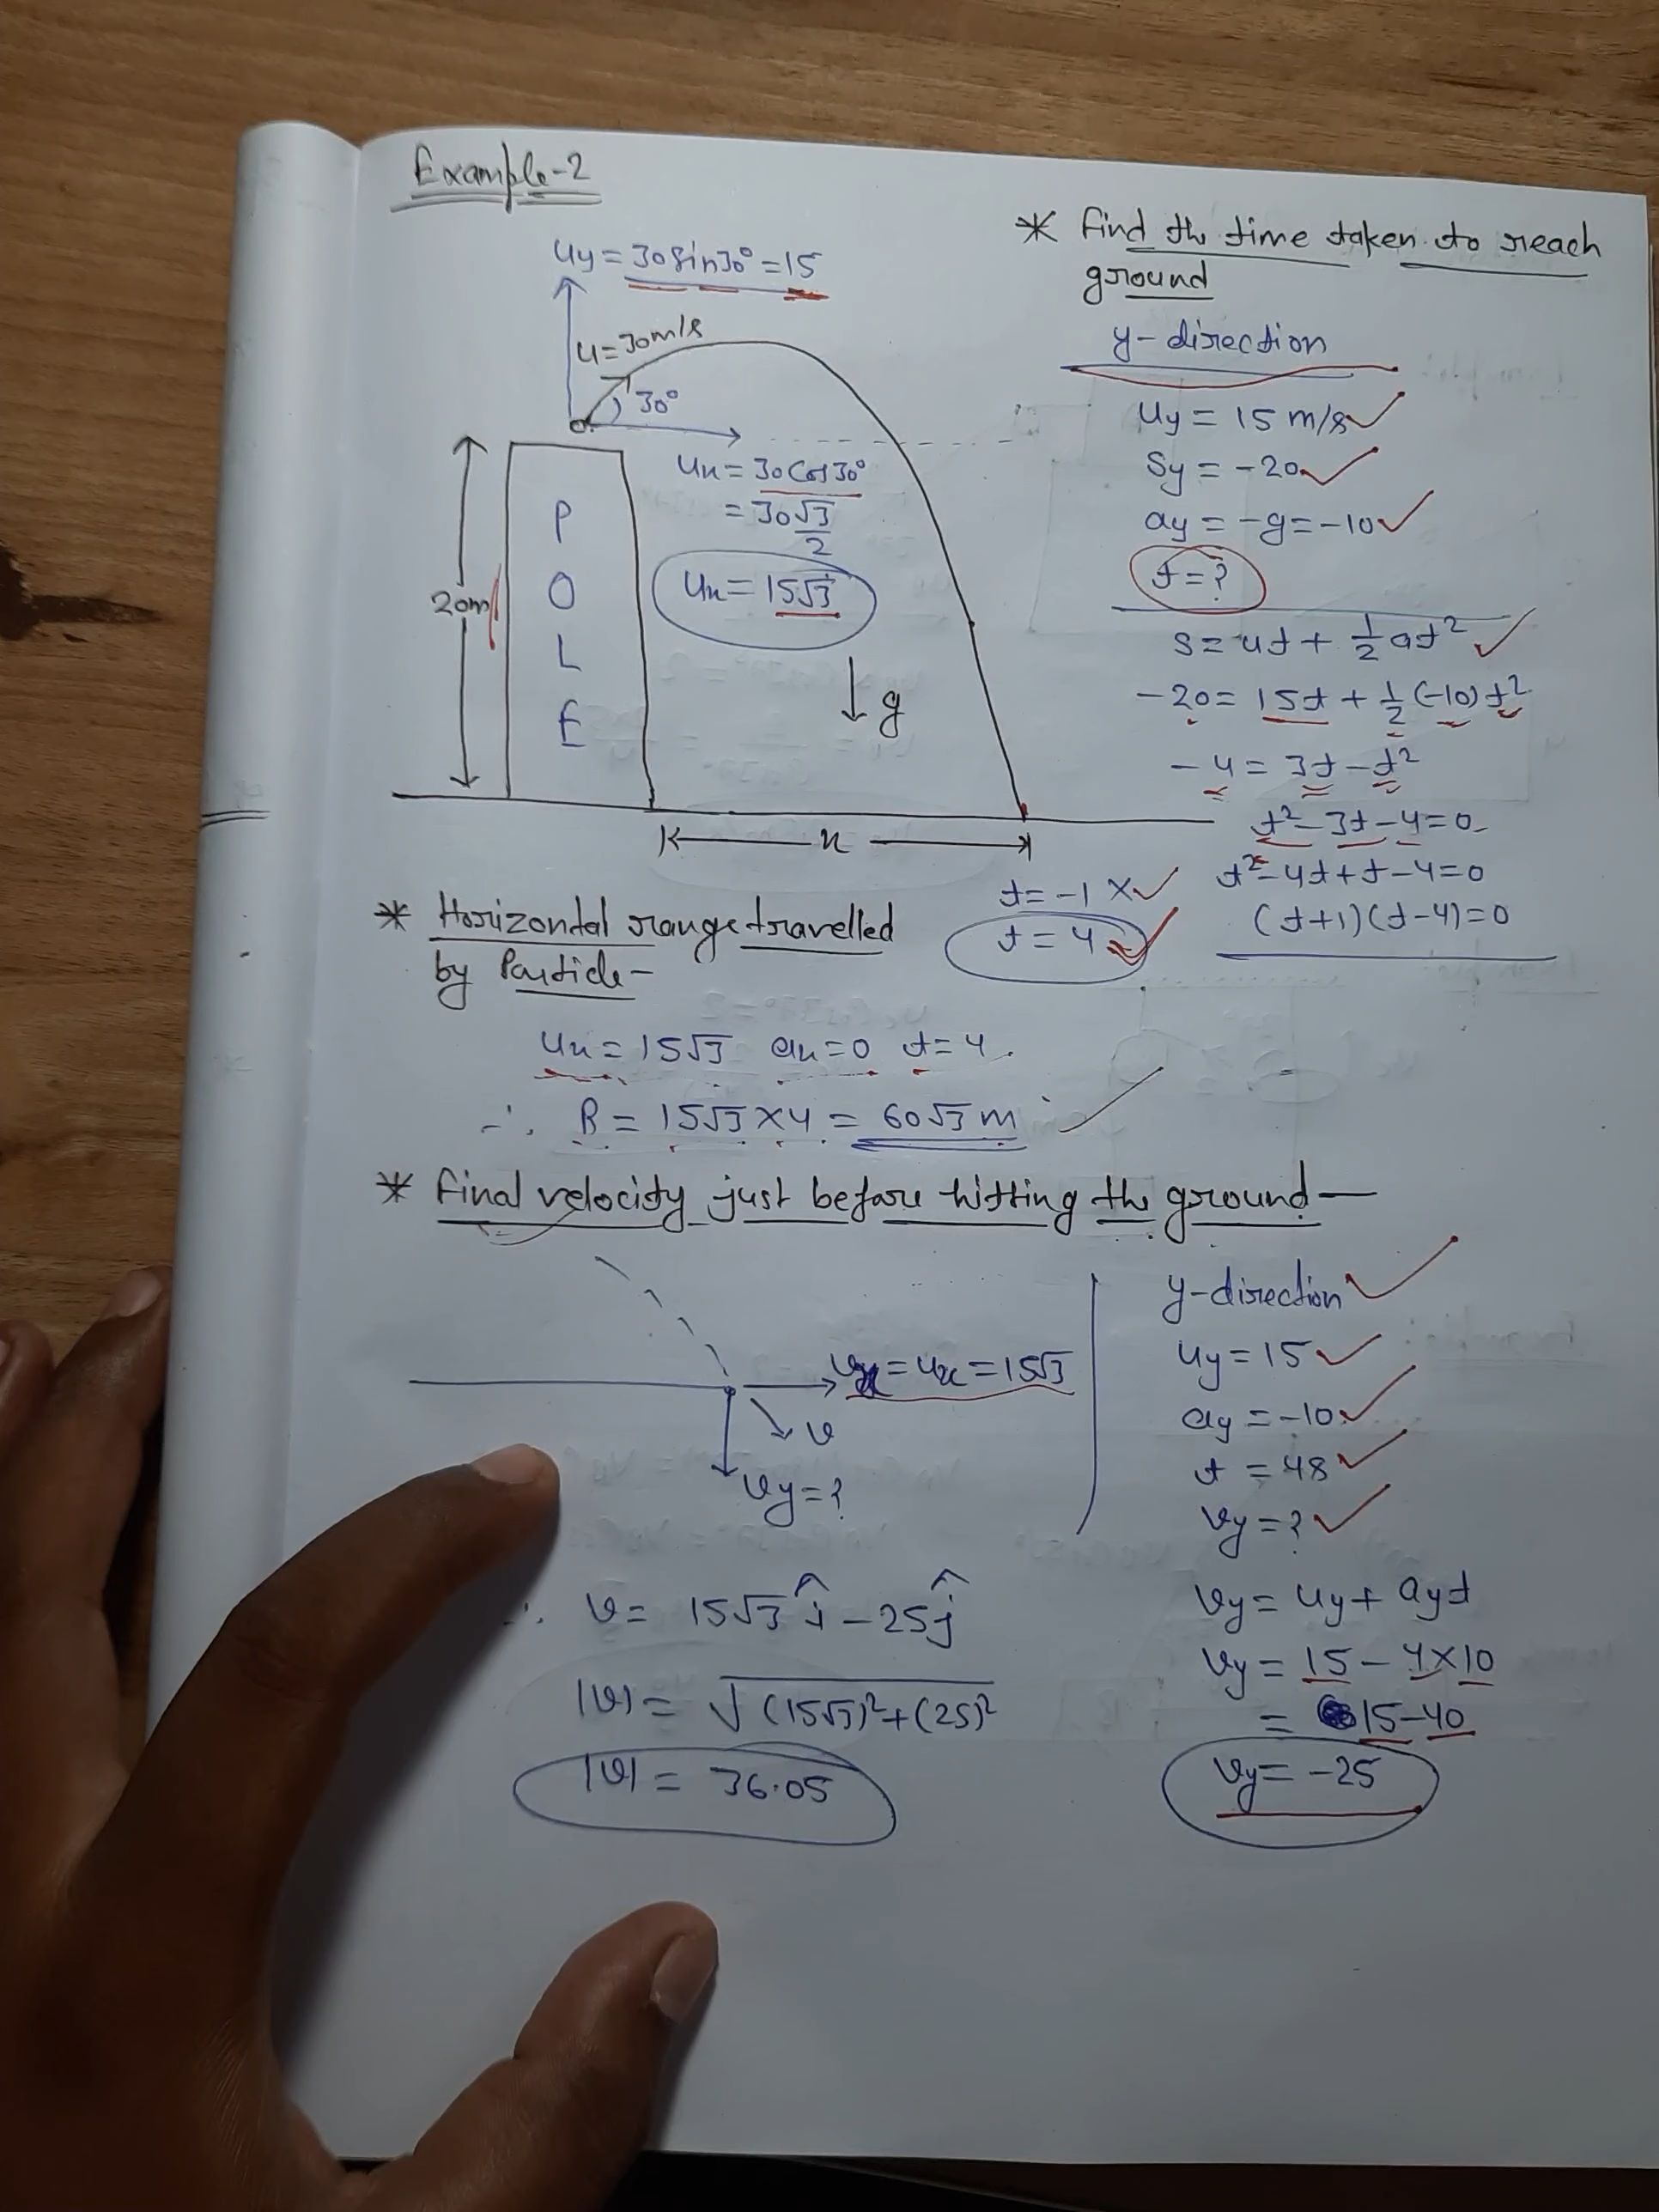 Example-2
uy = 30 sin30° = 15
u = 30m/s
30°
ux = 30 Cos 30°
= 30√3/2
ux = 15√3
20m
P
O
L
E
g
x
* Find the time taken to reach
ground
y-direction
uy = 15 m/s
Sy = -20
ay = -g = -10
t = ?
s = ut + 1/2 at²
-20 = 15t + 1/2 (-10) t²
-4 = 3t - t²
t² - 3t - 4 = 0
t² - 4t + t - 4 = 0
(t+1)(t-4) = 0
t = -1 ×
t = 4
* Horizontal range travelled
by Particle-
ux = 15√3 ax = 0 t = 4.
∴ R = 15√3 × 4 = 60√3 m
* Final velocity just before hitting the ground—
vx = ux = 15√3
v
vy = ?
∴ v = 15√3 î - 25 ĵ
|v| = √(15√3)² + (25)²
|v| = 36.05
y-direction
uy = 15
ay = -10
t = 4s
vy = ?
vy = uy + ayt
vy = 15 - 4×10
= 15-40
vy = -25